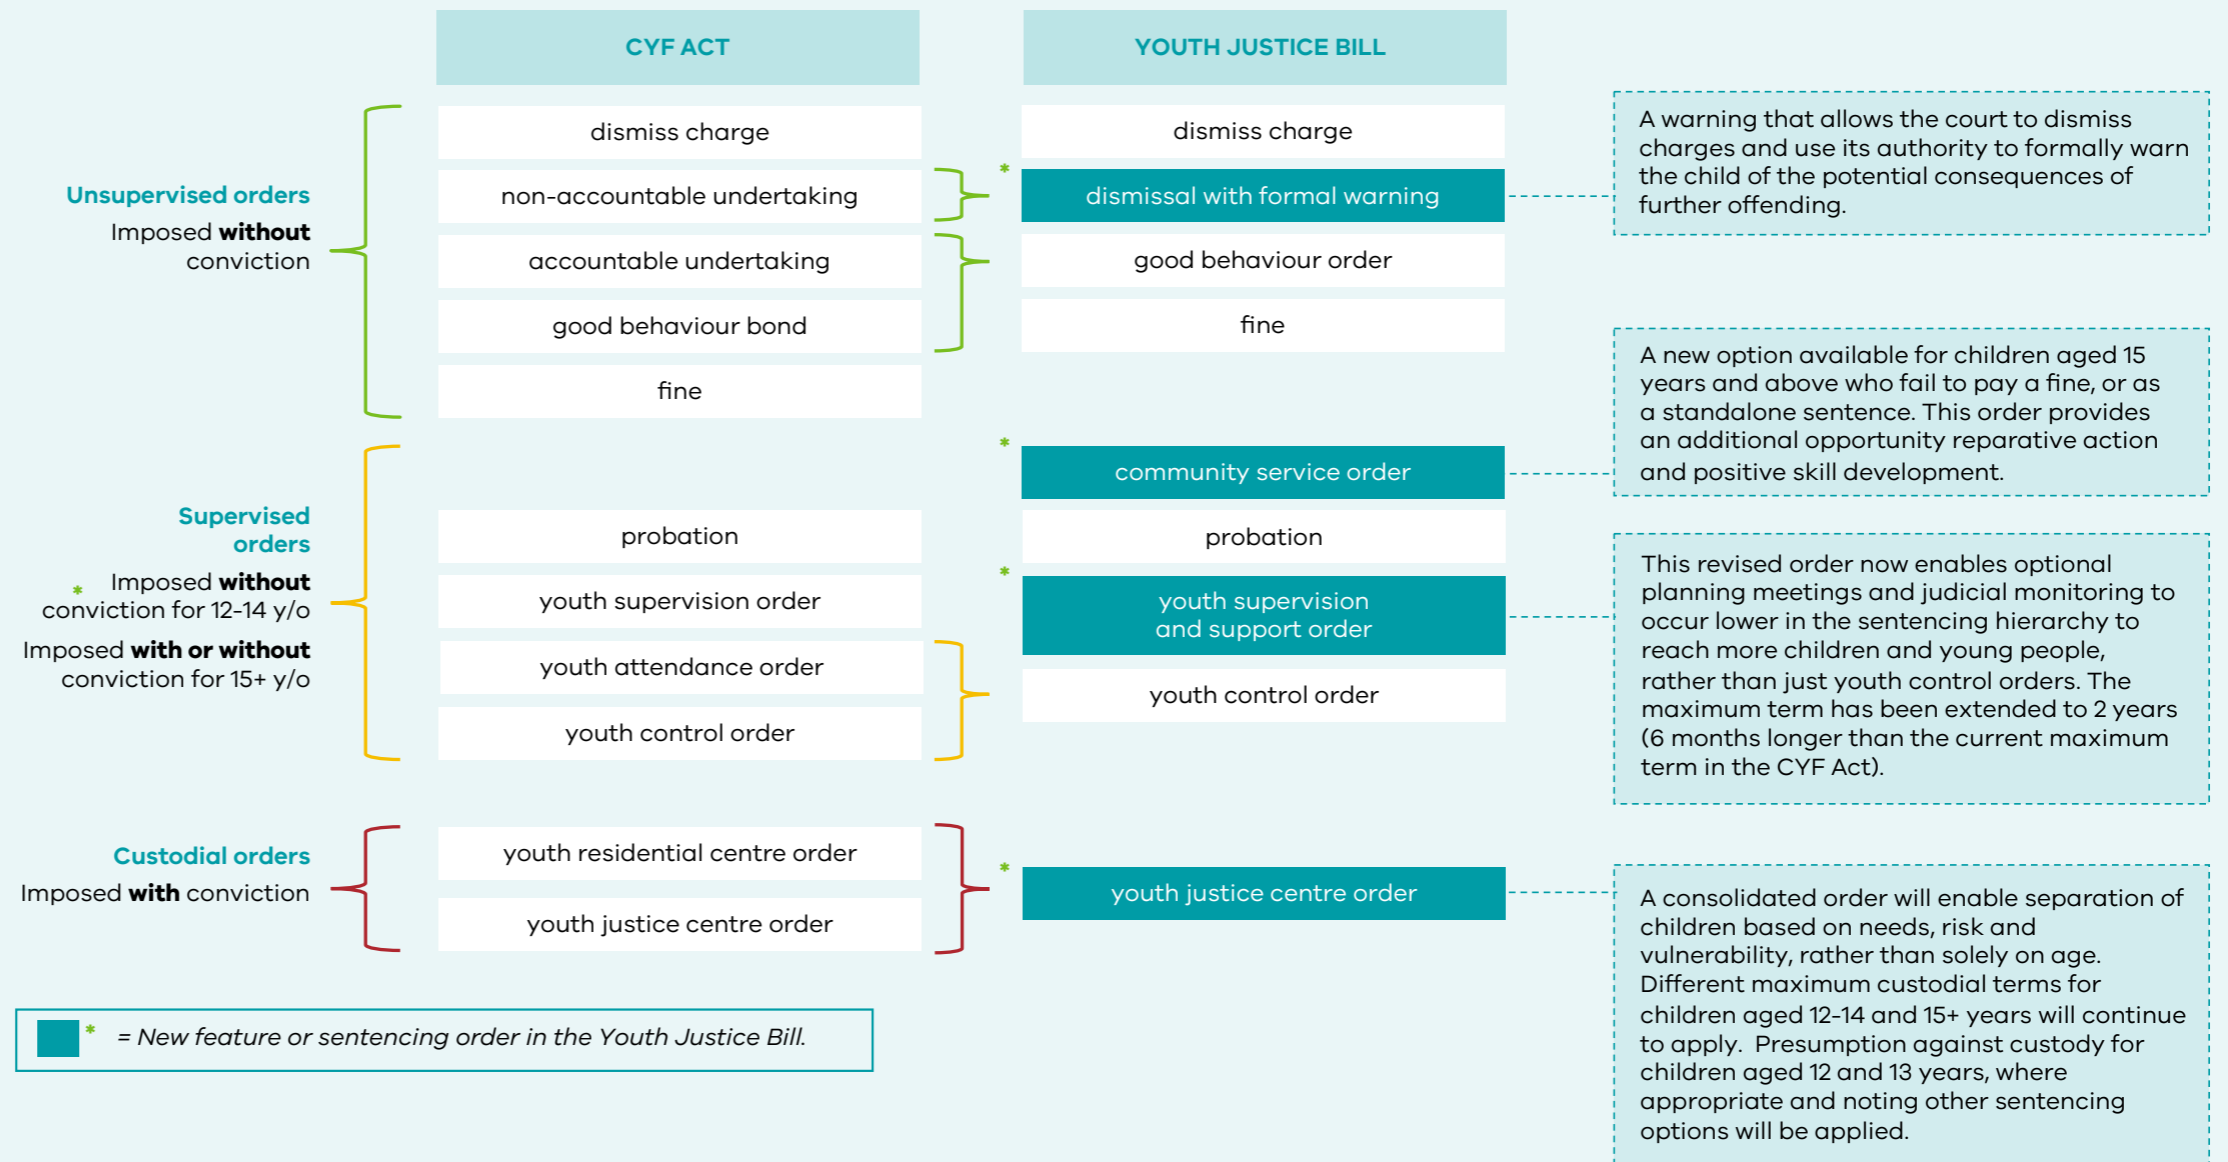 CYF ACT
YOUTH JUSTICE BILL
Unsupervised orders
Imposed without
conviction
dismiss charge
non-accountable undertaking
accountable undertaking
good behaviour bond
fine
dismiss charge
*
dismissal with formal warning
good behaviour order
fine
A warning that allows the court to dismiss
charges and use its authority to formally warn
the child of the potential consequences of
further offending.
Supervised
orders
* Imposed without
conviction for 12-14 y/o
Imposed with or without
conviction for 15+ y/o
probation
youth supervision order
youth attendance order
youth control order
*
community service order
probation
*
youth supervision
and support order
youth control order
A new option available for children aged 15
years and above who fail to pay a fine, or as
a standalone sentence. This order provides
an additional opportunity reparative action
and positive skill development.
This revised order now enables optional
planning meetings and judicial monitoring to
occur lower in the sentencing hierarchy to
reach more children and young people,
rather than just youth control orders. The
maximum term has been extended to 2 years
(6 months longer than the current maximum
term in the CYF Act).
Custodial orders
Imposed with conviction
youth residential centre order
youth justice centre order
*
youth justice centre order
A consolidated order will enable separation of
children based on needs, risk and
vulnerability, rather than solely on age.
Different maximum custodial terms for
children aged 12-14 and 15+ years will continue
to apply. Presumption against custody for
children aged 12 and 13 years, where
appropriate and noting other sentencing
options will be applied.
* = New feature or sentencing order in the Youth Justice Bill.